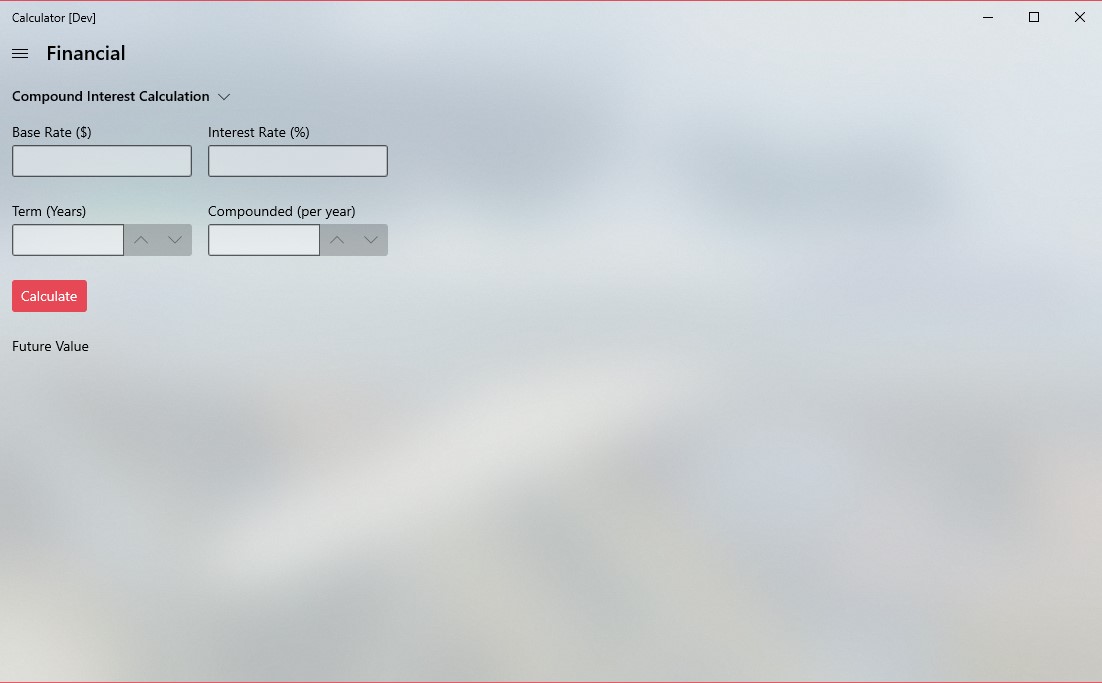 Calculator [Dev]
Financial
Compound Interest Calculation
Base Rate ($) Interest Rate (%)
Term (Years) Compounded (per year)
Calculate
Future Value